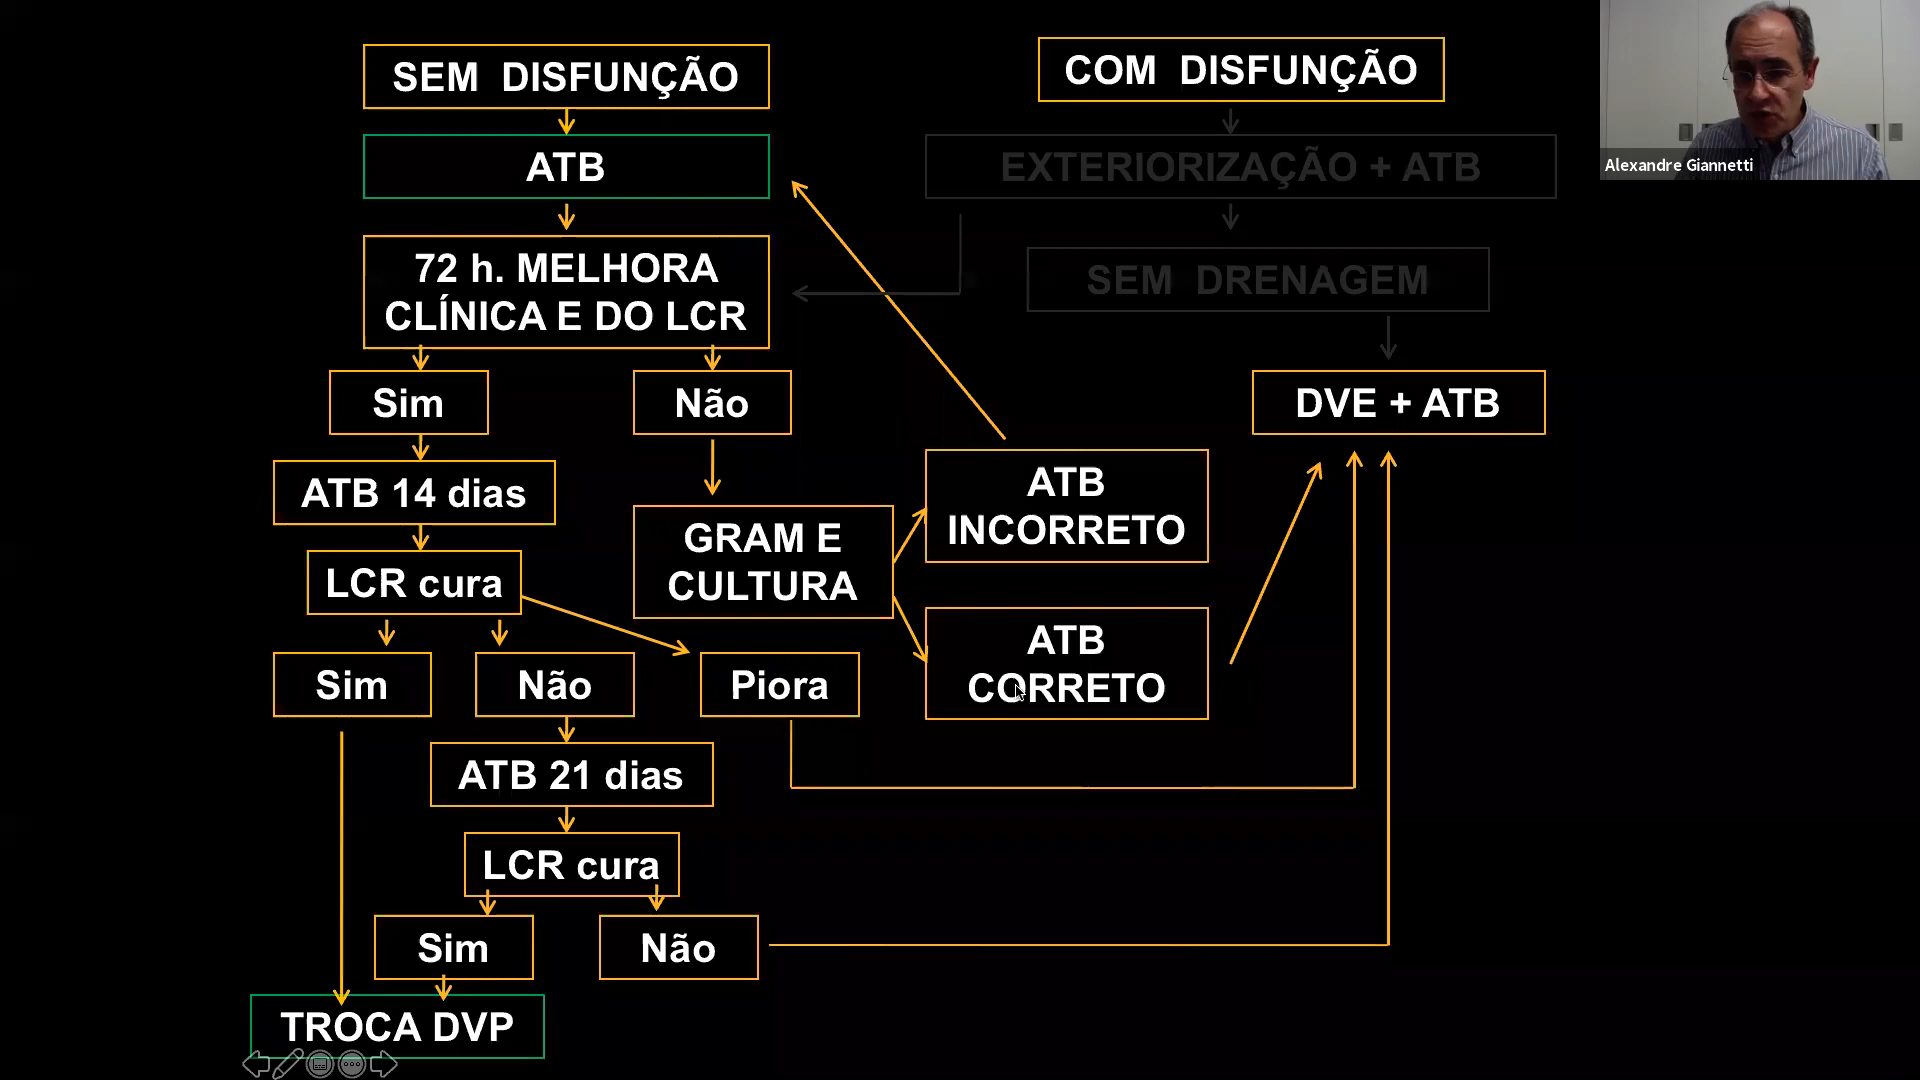 SEM DISFUNÇÃO
COM DISFUNÇÃO
Alexandre Giannetti
ATB
EXTERIORIZAÇÃO + ATB
72 h. MELHORA
CLÍNICA E DO LCR
SEM DRENAGEM
Sim
Não
DVE + ATB
ATB 14 dias
ATB
INCORRETO
GRAM E
CULTURA
LCR cura
ATB
CORRETO
Sim
Não
Piora
ATB 21 dias
LCR cura
Sim
Não
TROCA DVP